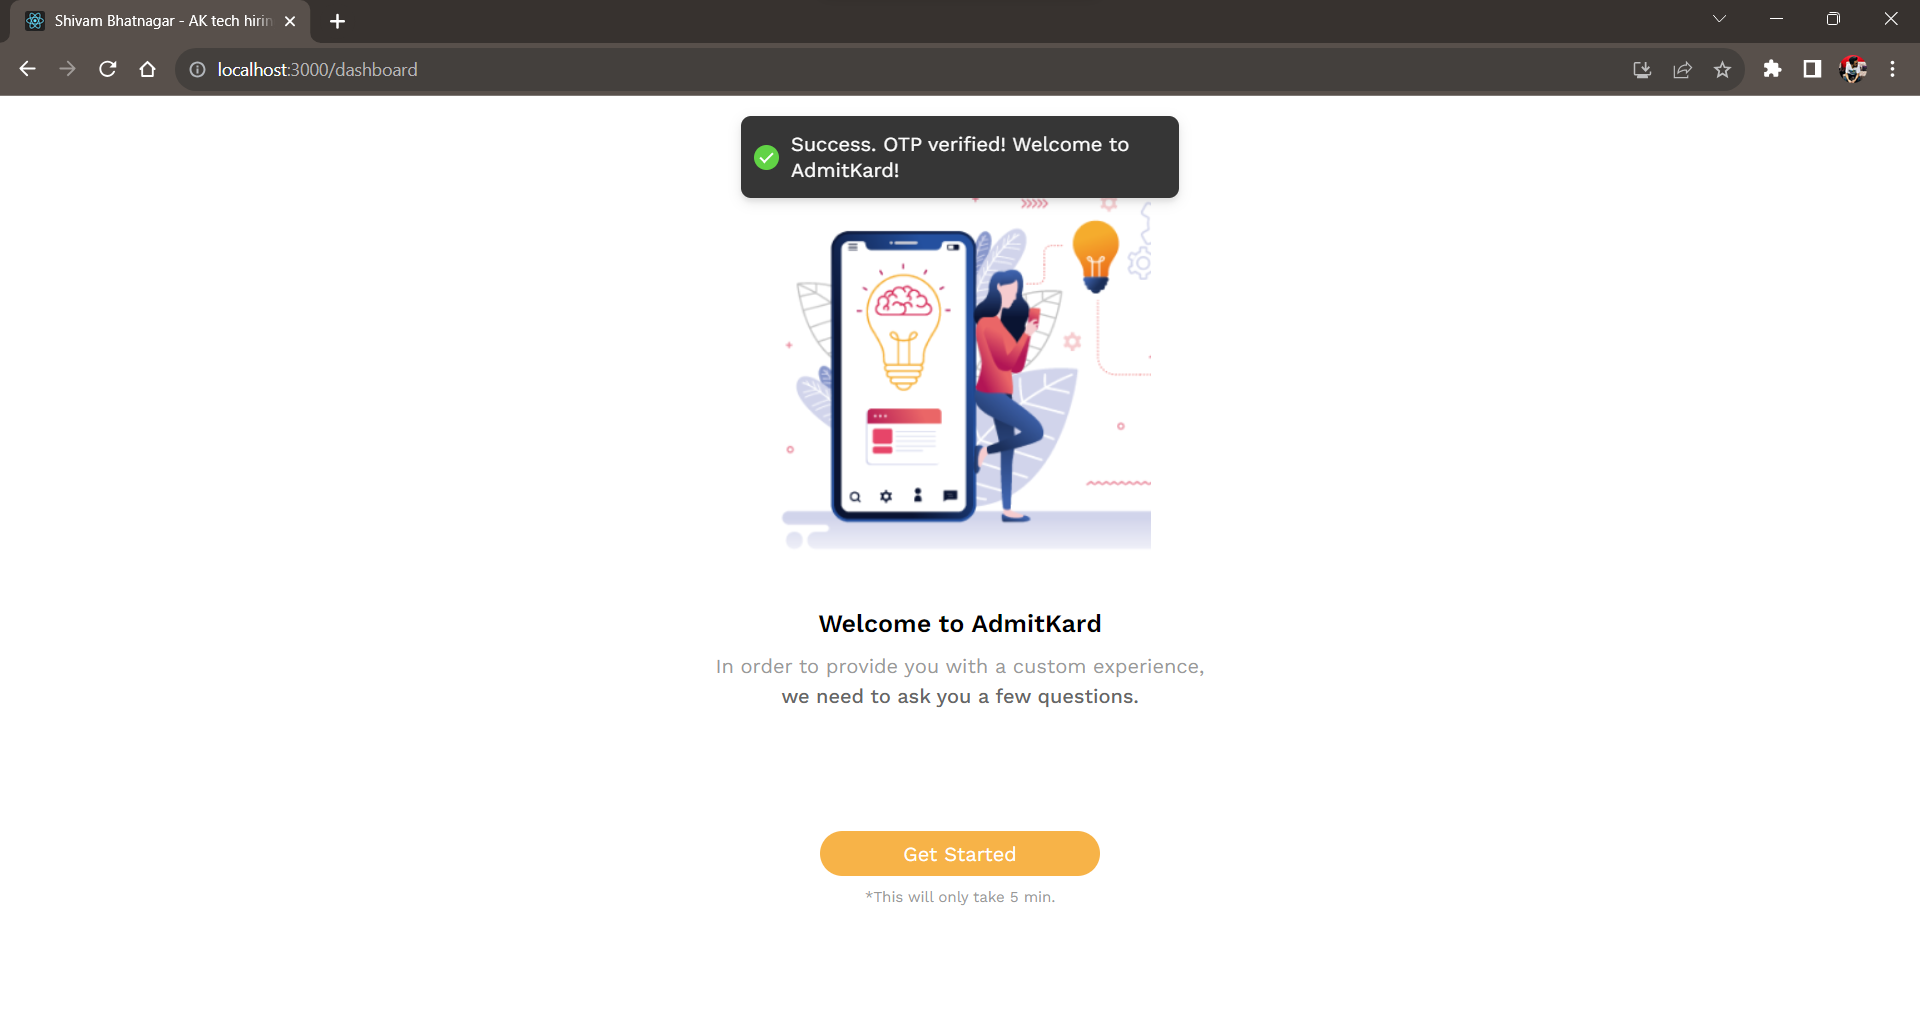 Shivam Bhatnagar - AK tech hirin
localhost:3000/dashboard
Success. OTP verified! Welcome to
AdmitKard!
Welcome to AdmitKard
In order to provide you with a custom experience,
we need to ask you a few questions.
Get Started
*This will only take 5 min.